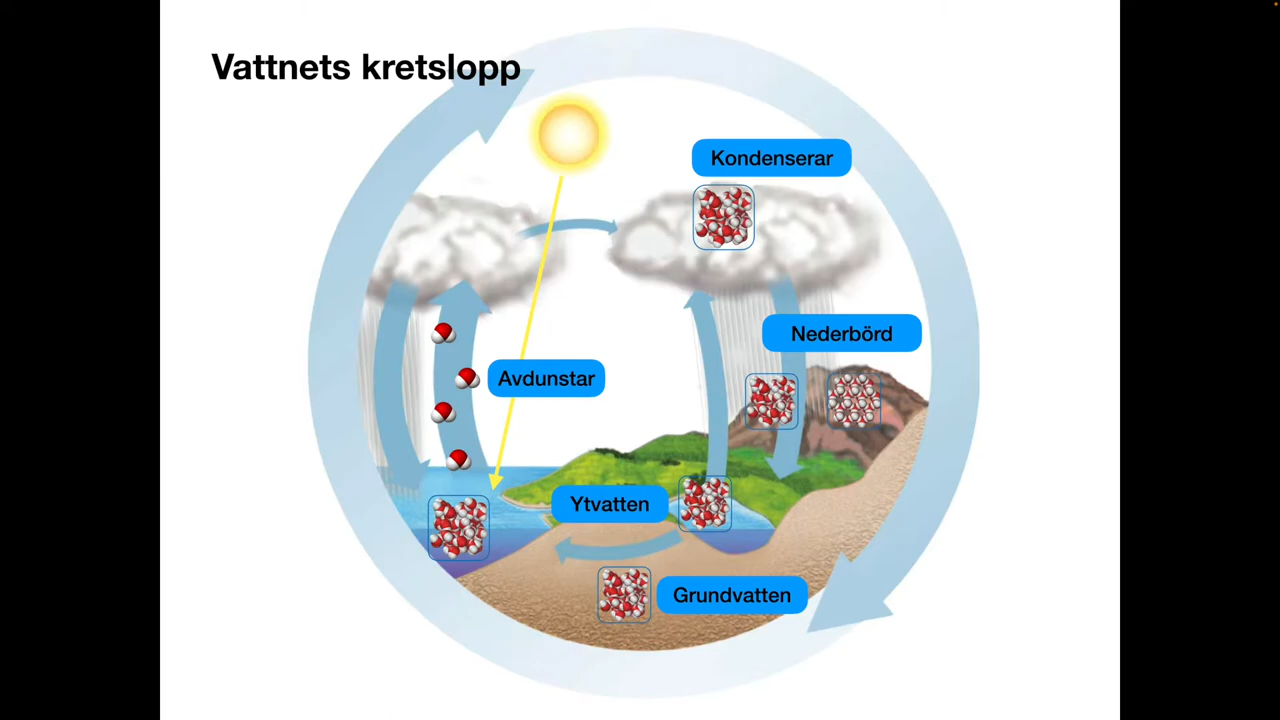 Vattnets kretslopp
Kondenserar
Nederbörd
Avdunstar
Ytvatten
Grundvatten